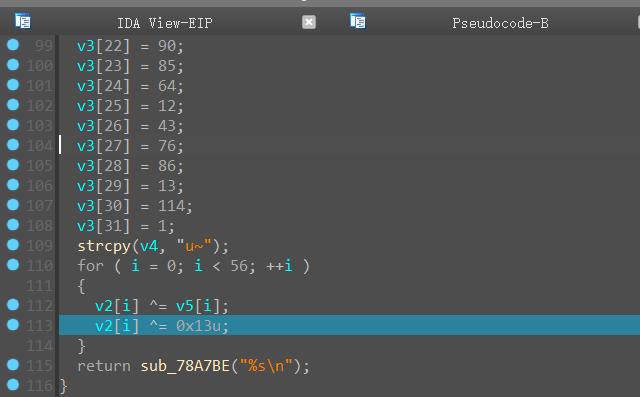 IDA View-EIP Pseudocode-B
99 v3[22] = 90;
100 v3[23] = 85;
101 v3[24] = 64;
102 v3[25] = 12;
103 v3[26] = 43;
104 v3[27] = 76;
105 v3[28] = 86;
106 v3[29] = 13;
107 v3[30] = 114;
108 v3[31] = 1;
109 strcpy(v4, "u~");
110 for ( i = 0; i < 56; ++i )
111 {
112 v2[i] ^= v5[i];
113 v2[i] ^= 0x13u;
114 }
115 return sub_78A7BE("%s\n");
116 }